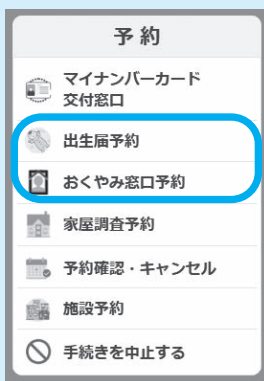 予約
マイナンバーカード
交付窓口
出生届予約
おくやみ窓口予約
家屋調査予約
予約確認・キャンセル
施設予約
手続きを中止する